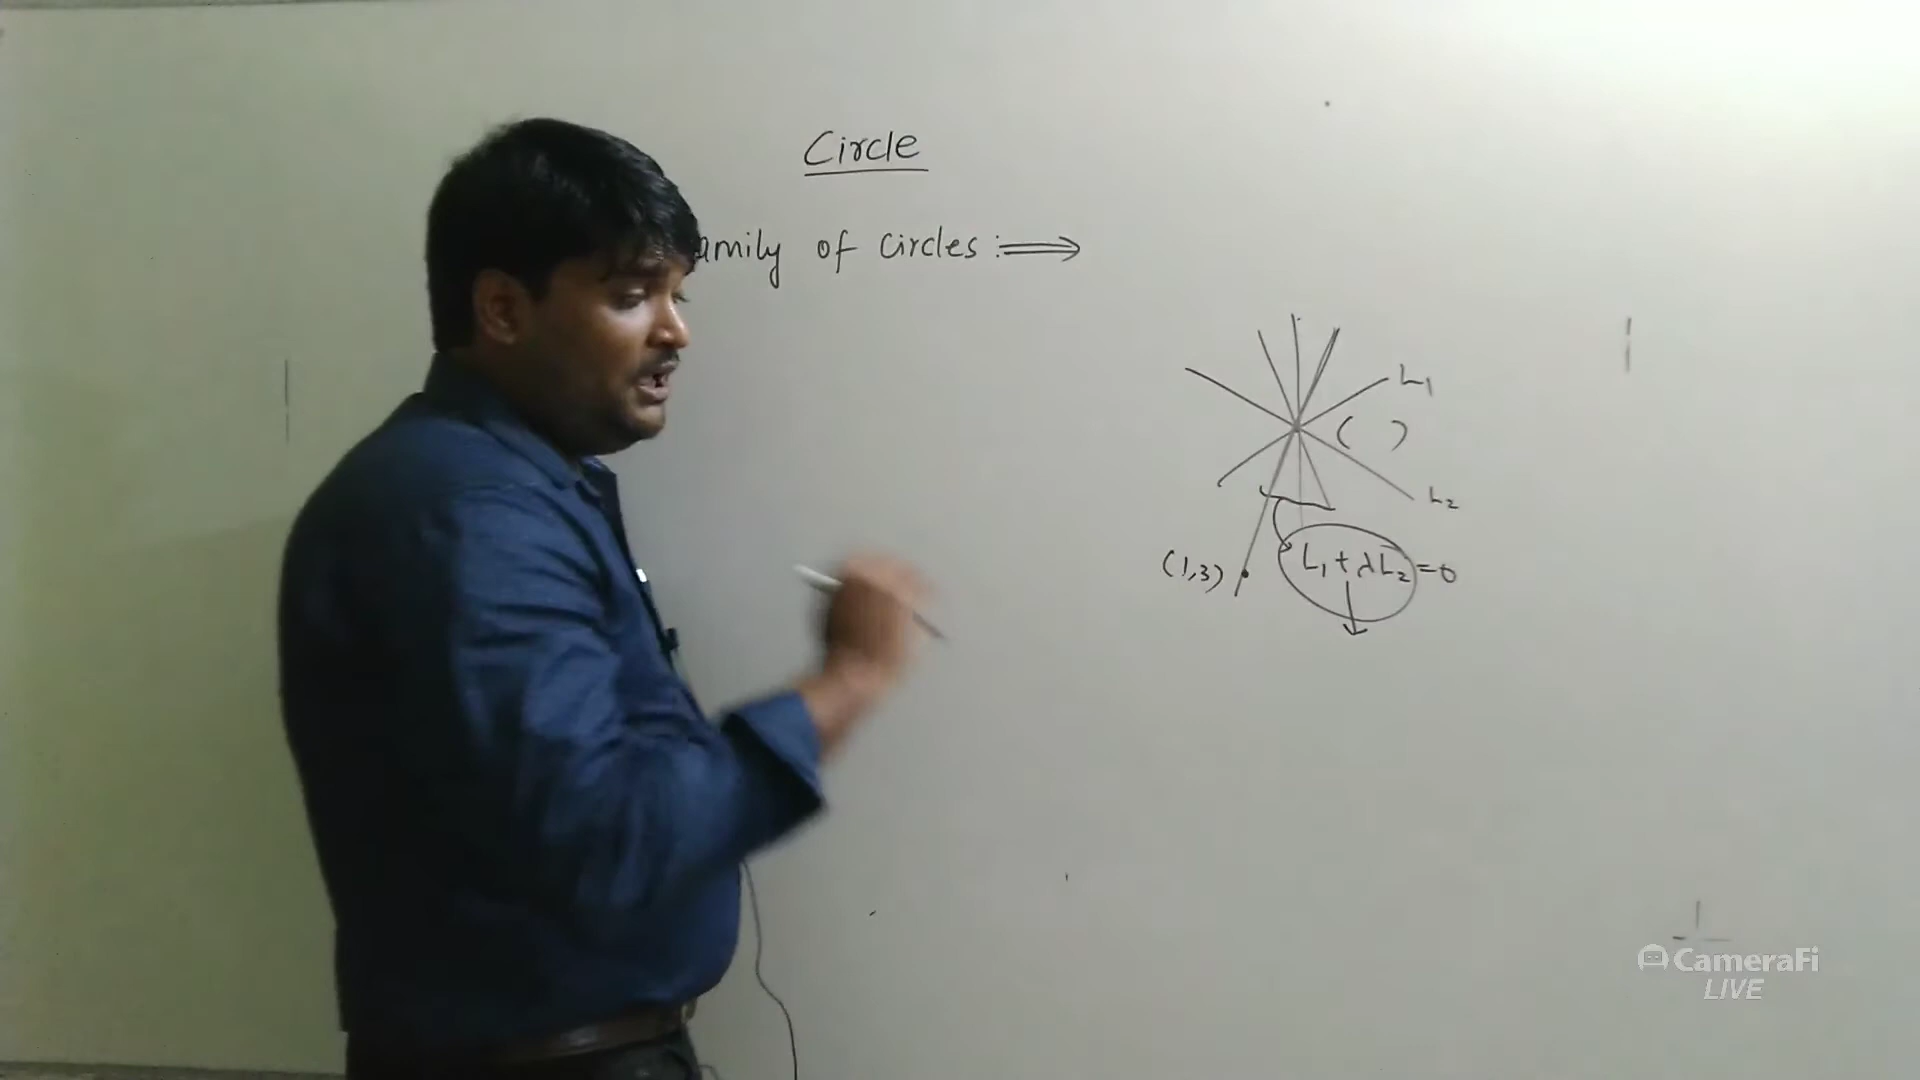 Circle
amily of circles :⟹
L₁
( )
L₂
(1,3)
L₁ + λL₂ = 0
CameraFi
LIVE